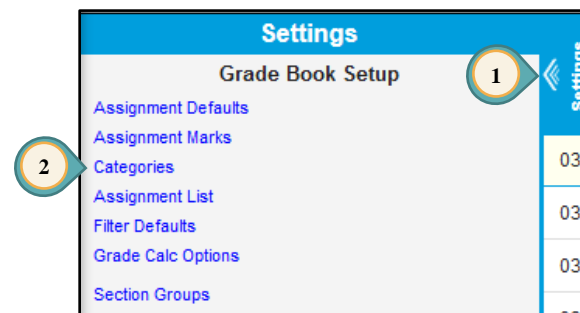 Settings
Grade Book Setup
1
Settings
Assignment Defaults
Assignment Marks
2
Categories
03
Assignment List
03
Filter Defaults
Grade Calc Options
03
Section Groups